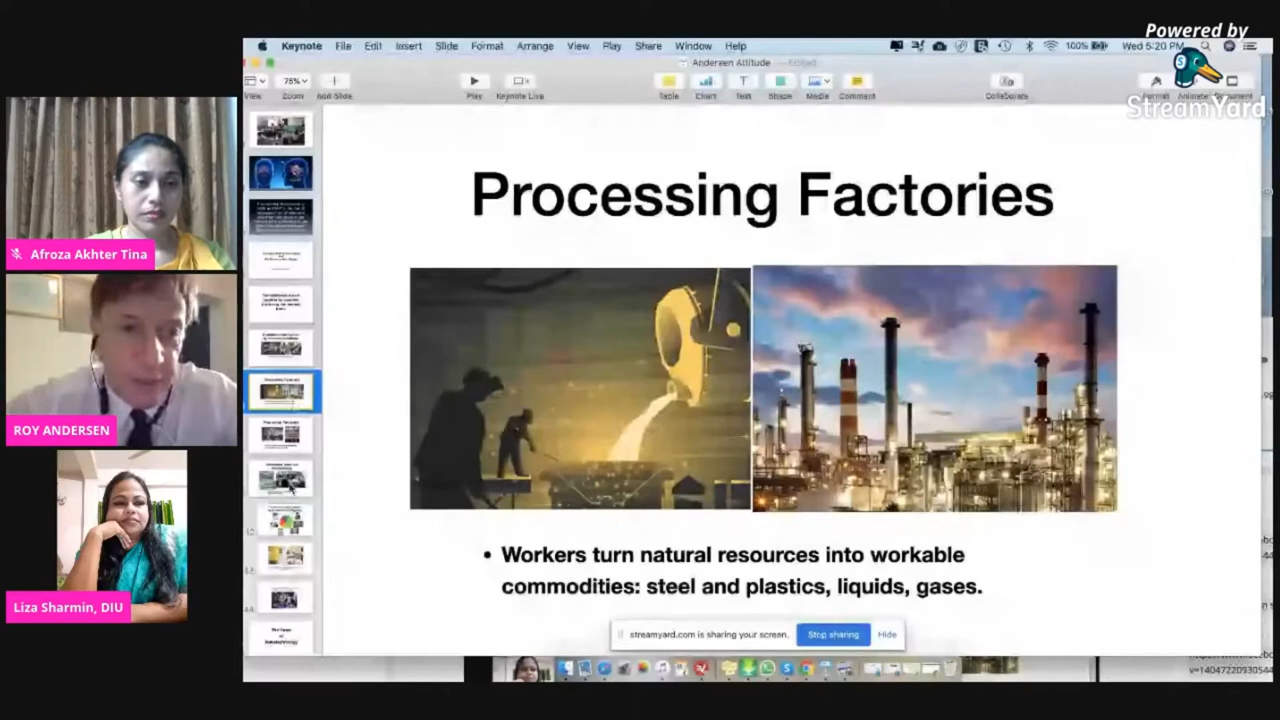 Powered by
StreamYard
Keynote File Edit Insert Slide Format Arrange View Play Share Window Help
100%
Wed 5:20 PM
Andersen Attitude — Edited
75%
View Zoom Add Slide
Play Keynote Live
Table Chart Text Shape Media Comment
Collaborate
Format Animate Document
Processing Factories
• Workers turn natural resources into workable
commodities: steel and plastics, liquids, gases.
streamyard.com is sharing your screen.
Stop sharing
Hide
Afroza Akhter Tina
ROY ANDERSEN
Liza Sharmin, DIU